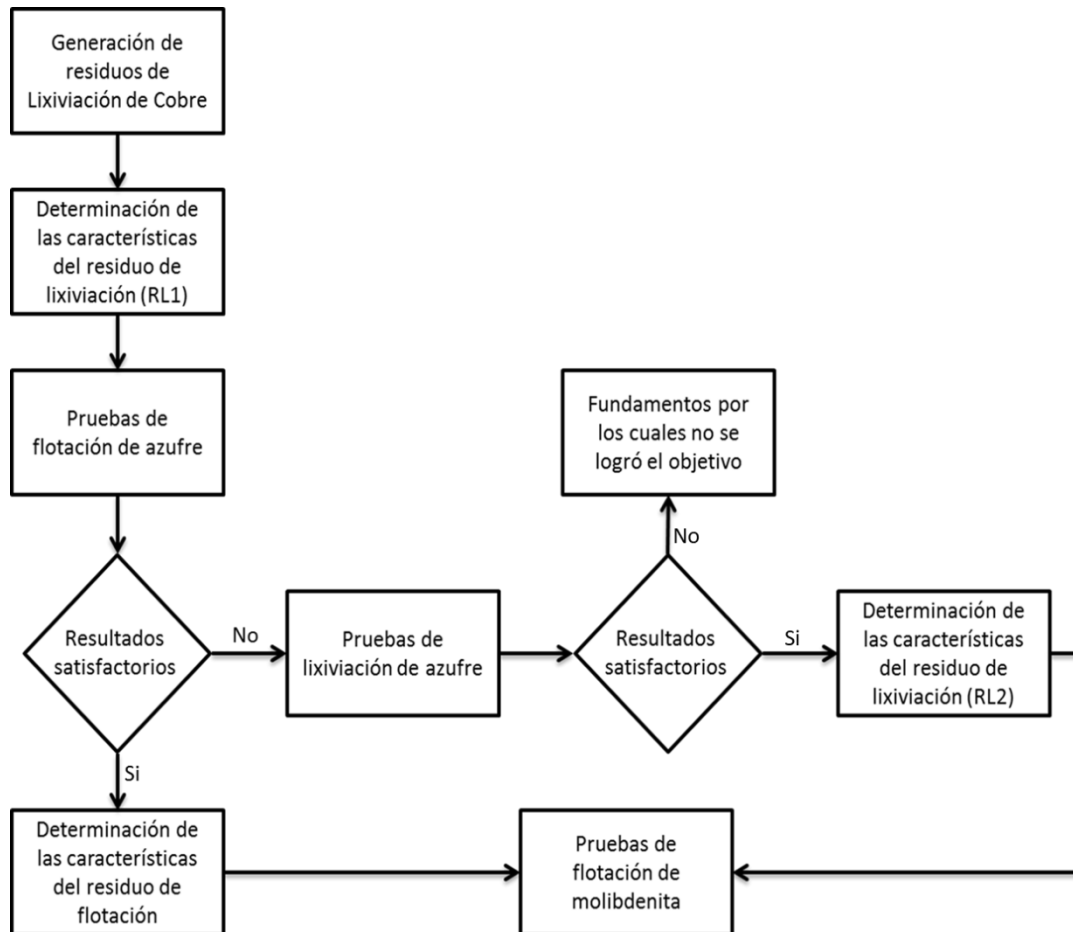 Generación de
residuos de
Lixiviación de Cobre
Determinación de
las características
del residuo de
lixiviación (RL1)
Pruebas de
flotación de azufre
Fundamentos por
los cuales no se
logró el objetivo
No
Resultados
satisfactorios
No
Pruebas de
lixiviación de azufre
Resultados
satisfactorios
Si
Determinación de
las características
del residuo de
lixiviación (RL2)
Si
Determinación de
las características
del residuo de
flotación
Pruebas de
flotación de
molibdenita